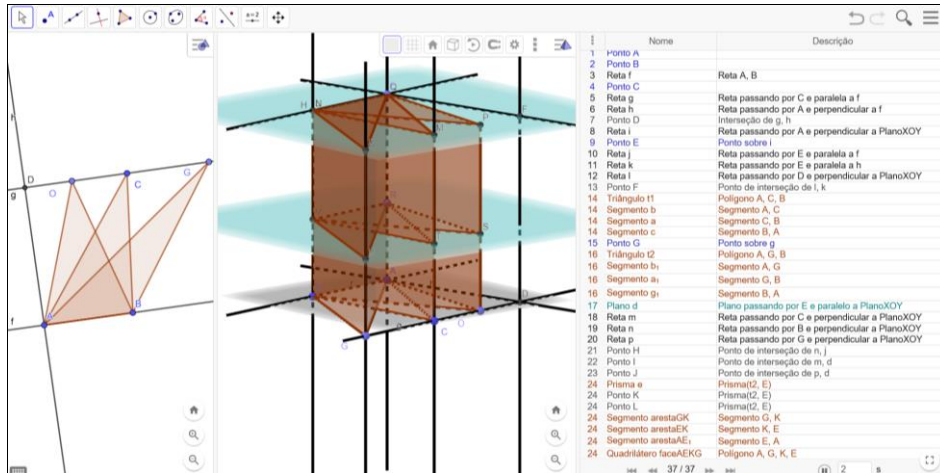 a=2
h
D
g
O
C
G
A
B
f
H
N
Q
F
M
P
S
A
D
G
C
O
Nome Descrição
1 Ponto A
2 Ponto B
3 Reta f Reta A, B
4 Ponto C
5 Reta g Reta passando por C e paralela a f
6 Reta h Reta passando por A e perpendicular a f
7 Ponto D Interseção de g, h
8 Reta i Reta passando por A e perpendicular a PlanoXOY
9 Ponto E Ponto sobre i
10 Reta j Reta passando por E e paralela a f
11 Reta k Reta passando por E e paralela a h
12 Reta l Reta passando por D e perpendicular a PlanoXOY
13 Ponto F Ponto de interseção de l, k
14 Triângulo t1 Polígono A, C, B
14 Segmento b Segmento A, C
14 Segmento a Segmento C, B
14 Segmento c Segmento B, A
15 Ponto G Ponto sobre g
16 Triângulo t2 Polígono A, G, B
16 Segmento b₁ Segmento A, G
16 Segmento a₁ Segmento G, B
16 Segmento g₁ Segmento B, A
17 Plano d Plano passando por E e paralelo a PlanoXOY
18 Reta m Reta passando por C e perpendicular a PlanoXOY
19 Reta n Reta passando por B e perpendicular a PlanoXOY
20 Reta p Reta passando por G e perpendicular a PlanoXOY
21 Ponto H Ponto de interseção de n, j
22 Ponto I Ponto de interseção de m, d
23 Ponto J Ponto de interseção de p, d
24 Prisma e Prisma(t2, E)
24 Ponto K Prisma(t2, E)
24 Ponto L Prisma(t2, E)
24 Segmento arestaGK Segmento G, K
24 Segmento arestaEK Segmento K, E
24 Segmento arestaAE₁ Segmento E, A
24 Quadrilátero faceAEKG Polígono A, G, K, E
37 / 37 2 s